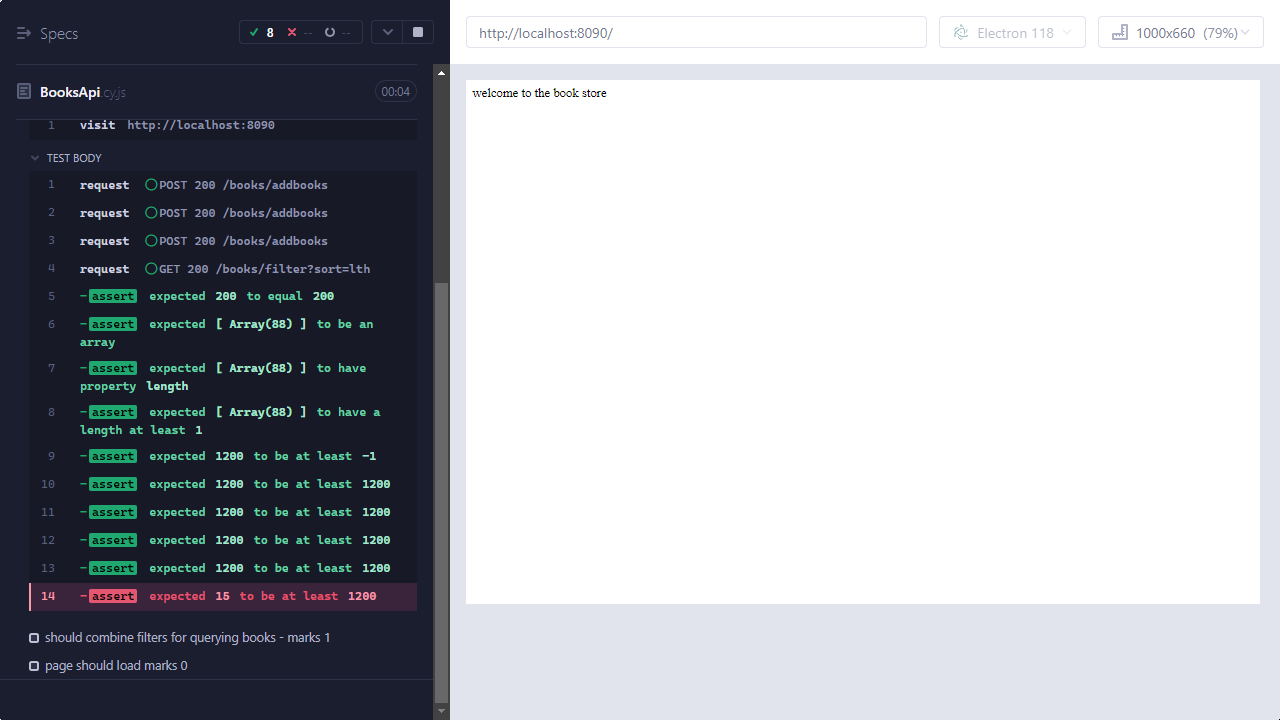 Specs
8 -- --
http://localhost:8090/
Electron 118
1000x660 (79%)
BooksApi.cy.js
00:04
1 visit http://localhost:8090
TEST BODY
1 request POST 200 /books/addbooks
2 request POST 200 /books/addbooks
3 request POST 200 /books/addbooks
4 request GET 200 /books/filter?sort=lth
5 -assert expected 200 to equal 200
6 -assert expected [ Array(88) ] to be an
array
7 -assert expected [ Array(88) ] to have
property length
8 -assert expected [ Array(88) ] to have a
length at least 1
9 -assert expected 1200 to be at least -1
10 -assert expected 1200 to be at least 1200
11 -assert expected 1200 to be at least 1200
12 -assert expected 1200 to be at least 1200
13 -assert expected 1200 to be at least 1200
14 -assert expected 15 to be at least 1200
should combine filters for querying books - marks 1
page should load marks 0
welcome to the book store